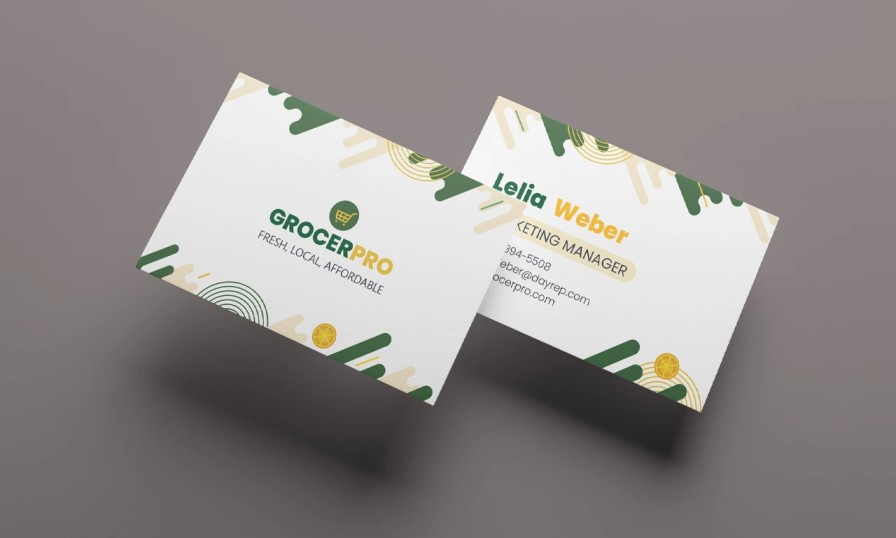 GROCERPRO
FRESH, LOCAL, AFFORDABLE
Lelia Weber
KETING MANAGER
394-5508
eber@dayrep.com
ocerpro.com